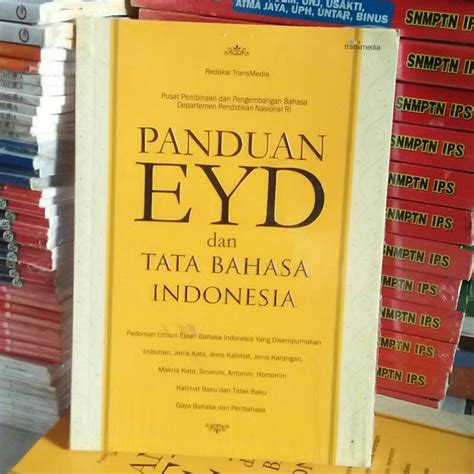 ATMA JAYA, UPH, UNTAR, BINUS
transmedia
Redaksi TransMedia
Pusat Pembinaan dan Pengembangan Bahasa
Departemen Pendidikan Nasional RI
PANDUAN
EYD
dan
TATA BAHASA
INDONESIA
Pedoman Umum Ejaan Bahasa Indonesia Yang Disempurnakan
Imbuhan, Jenis Kata, Jenis Kalimat, Jenis Karangan,
Makna Kata, Sinonim, Antonim, Homonim
Kalimat Baku dan Tidak Baku
Gaya Bahasa dan Peribahasa
SNMPTN
SNMPTN IPS
SNMPTN IPS
SNMPTN IPS
SNMPTN IPS
SNMPTN IPS
SNMPTN IPS
SNMPTN IPS
SNMPTN IPS
SNMPTN IPS